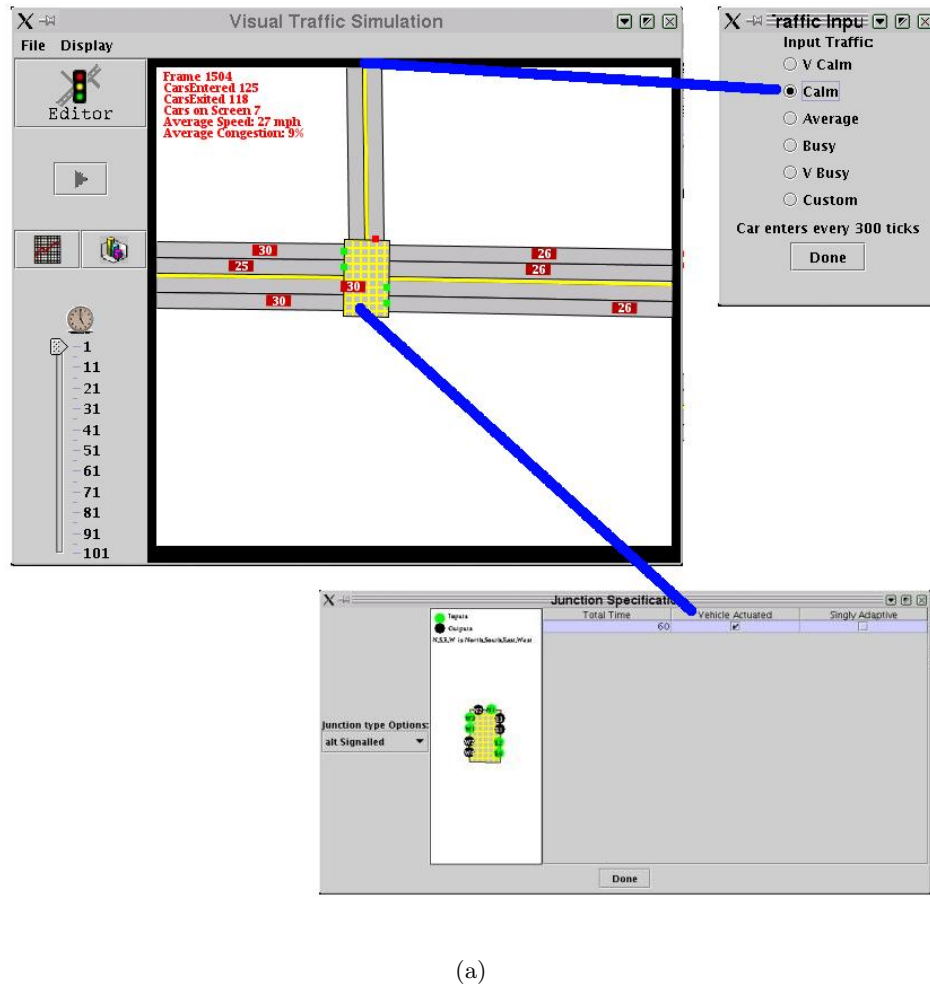 Visual Traffic Simulation
File Display
Editor
Frame 1504
CarsEntered 125
CarsExited 118
Cars on Screen 7
Average Speed: 27 mph
Average Congestion: 9%
30
25
30
30
26
26
26
1
11
21
31
41
51
61
71
81
91
101
Traffic Inpu
Input Traffic:
V Calm
Calm
Average
Busy
V Busy
Custom
Car enters every 300 ticks
Done
Junction Specificati
Inputs
Outputs
N,S,E,W is North,South,East,West
Total Time Vehicle Actuated Singly Adaptive
60
Junction type Options:
alt Signalled
Done
(a)